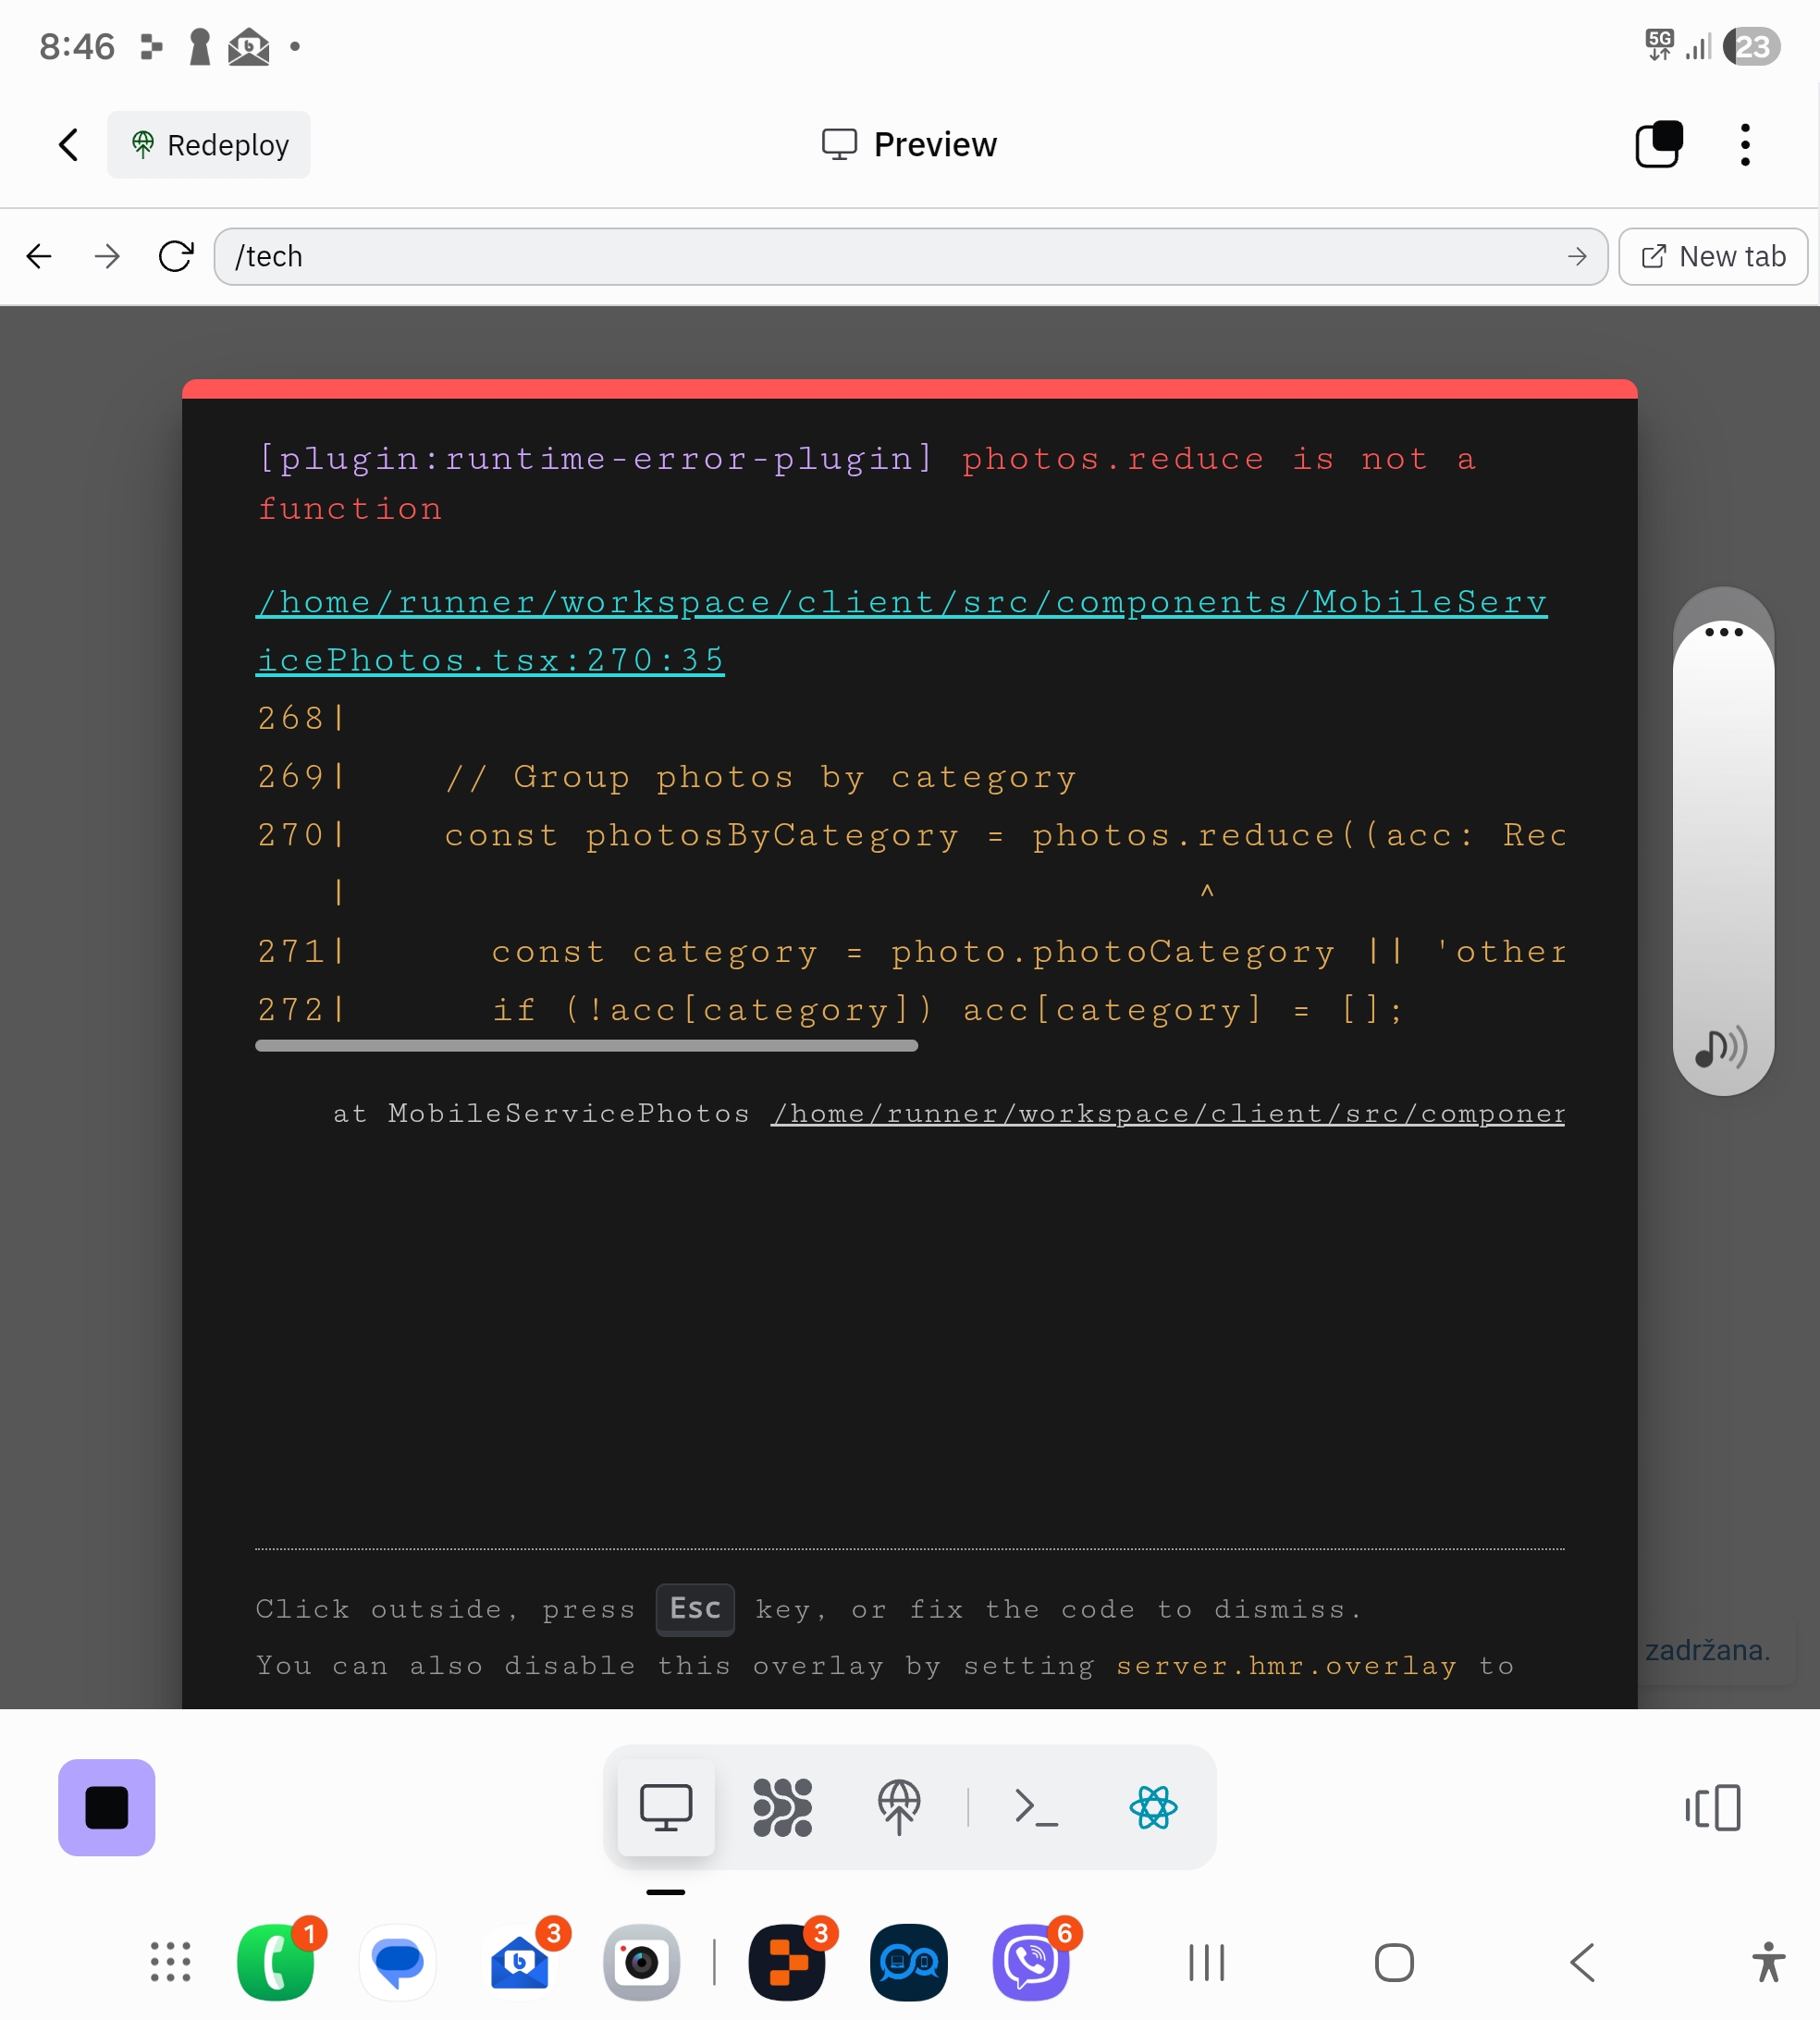 8:46
5G
23
Redeploy
Preview
/tech
New tab
[plugin:runtime-error-plugin] photos.reduce is not a
function
/home/runner/workspace/client/src/components/MobileServ
icePhotos.tsx:270:35
268|
269|    // Group photos by category
270|    const photosByCategory = photos.reduce((acc: Rec
   |                                    ^
271|      const category = photo.photoCategory || 'other
272|      if (!acc[category]) acc[category] = [];
at MobileServicePhotos /home/runner/workspace/client/src/componen
Click outside, press Esc key, or fix the code to dismiss.
You can also disable this overlay by setting server.hmr.overlay to
zadržana.
1
3
3
6